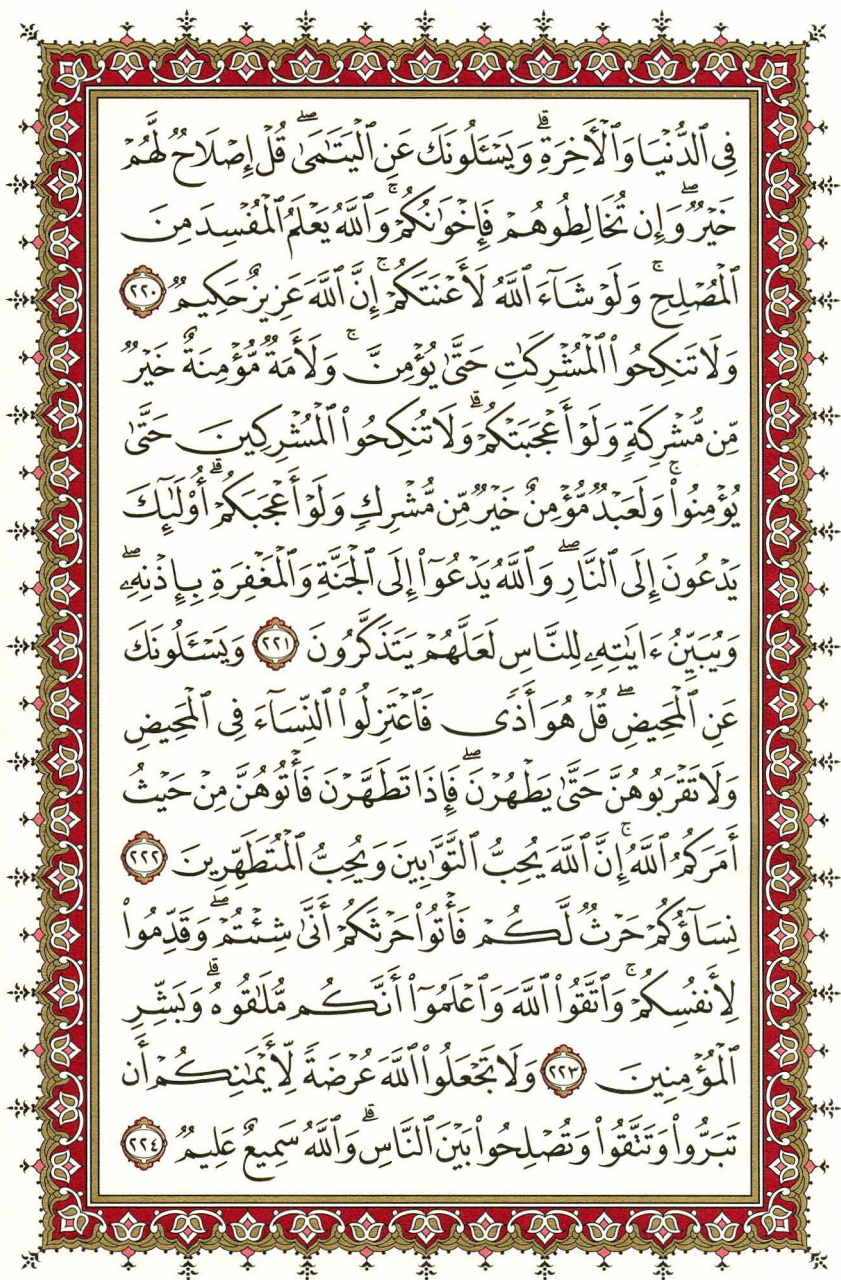 فِى ٱلدُّنْيَا وَٱلْأَخِرَةِ ۗ وَيَسْـَٔلُونَكَ عَنِ ٱلْيَتَـٰمَىٰ ۖ قُلْ إِصْلَاحٌ لَّهُمْ
خَيْرٌ ۖ وَإِن تُخَالِطُوهُمْ فَإِخْوَٰنُكُمْ ۚ وَٱللَّهُ يَعْلَمُ ٱلْمُفْسِدَ مِنَ
ٱلْمُصْلِحِ ۚ وَلَوْ شَآءَ ٱللَّهُ لَأَعْنَتَكُمْ ۚ إِنَّ ٱللَّهَ عَزِيزٌ حَكِيمٌ ٢٢٠
وَلَا تَنكِحُوا۟ ٱلْمُشْرِكَـٰتِ حَتَّىٰ يُؤْمِنَّ ۚ وَلَأَمَةٌ مُّؤْمِنَةٌ خَيْرٌ
مِّن مُّشْرِكَةٍ وَلَوْ أَعْجَبَتْكُمْ ۗ وَلَا تُنكِحُوا۟ ٱلْمُشْرِكِينَ حَتَّىٰ
يُؤْمِنُوا۟ ۚ وَلَعَبْدٌ مُّؤْمِنٌ خَيْرٌ مِّن مُّشْرِكٍ وَلَوْ أَعْجَبَكُمْ ۗ أُو۟لَـٰٓئِكَ
يَدْعُونَ إِلَى ٱلنَّارِ ۖ وَٱللَّهُ يَدْعُوٓا۟ إِلَى ٱلْجَنَّةِ وَٱلْمَغْفِرَةِ بِإِذْنِهِۦ ۖ
وَيُبَيِّنُ ءَايَـٰتِهِۦ لِلنَّاسِ لَعَلَّهُمْ يَتَذَكَّرُونَ ٢٢١ وَيَسْـَٔلُونَكَ
عَنِ ٱلْمَحِيضِ ۖ قُلْ هُوَ أَذًى فَٱعْتَزِلُوا۟ ٱلنِّسَآءَ فِى ٱلْمَحِيضِ
وَلَا تَقْرَبُوهُنَّ حَتَّىٰ يَطْهُرْنَ ۖ فَإِذَا تَطَهَّرْنَ فَأْتُوهُنَّ مِنْ حَيْثُ
أَمَرَكُمُ ٱللَّهُ ۚ إِنَّ ٱللَّهَ يُحِبُّ ٱلتَّوَّٰبِينَ وَيُحِبُّ ٱلْمُتَطَهِّرِينَ ٢٢٢
نِسَآؤُكُمْ حَرْثٌ لَّكُمْ فَأْتُوا۟ حَرْثَكُمْ أَنَّىٰ شِئْتُمْ ۖ وَقَدِّمُوا۟
لِأَنفُسِكُمْ ۚ وَٱتَّقُوا۟ ٱللَّهَ وَٱعْلَمُوٓا۟ أَنَّكُم مُّلَـٰقُوهُ ۗ وَبَشِّرِ
ٱلْمُؤْمِنِينَ ٢٢٣ وَلَا تَجْعَلُوا۟ ٱللَّهَ عُرْضَةً لِّأَيْمَـٰنِكُمْ أَن
تَبَرُّوا۟ وَتَتَّقُوا۟ وَتُصْلِحُوا۟ بَيْنَ ٱلنَّاسِ ۗ وَٱللَّهُ سَمِيعٌ عَلِيمٌ ٢٢٤